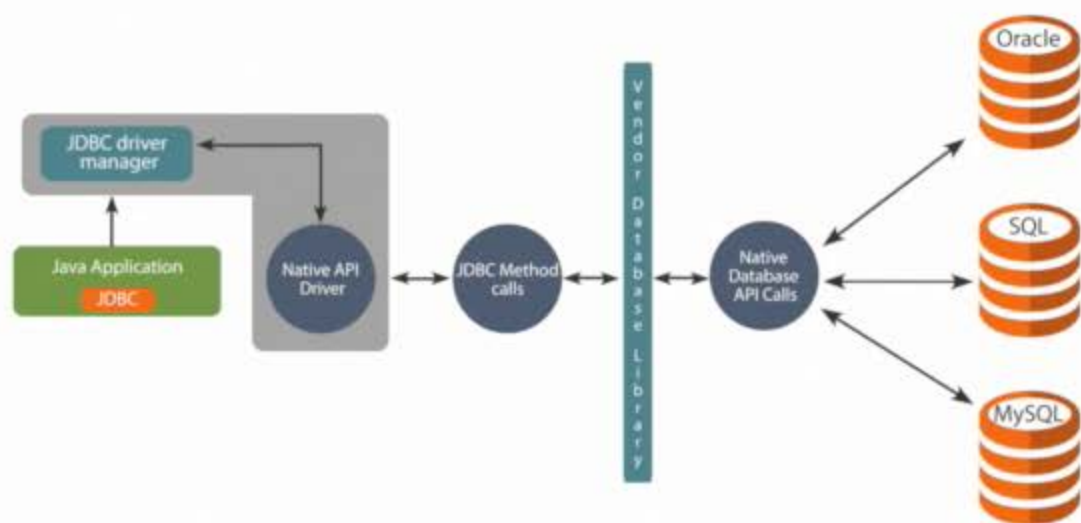 JDBC driver
manager
Java Application
JDBC
Native API
Driver
JDBC Method
calls
Vendor Database Library
Native
Database
API Calls
Oracle
SQL
MySQL